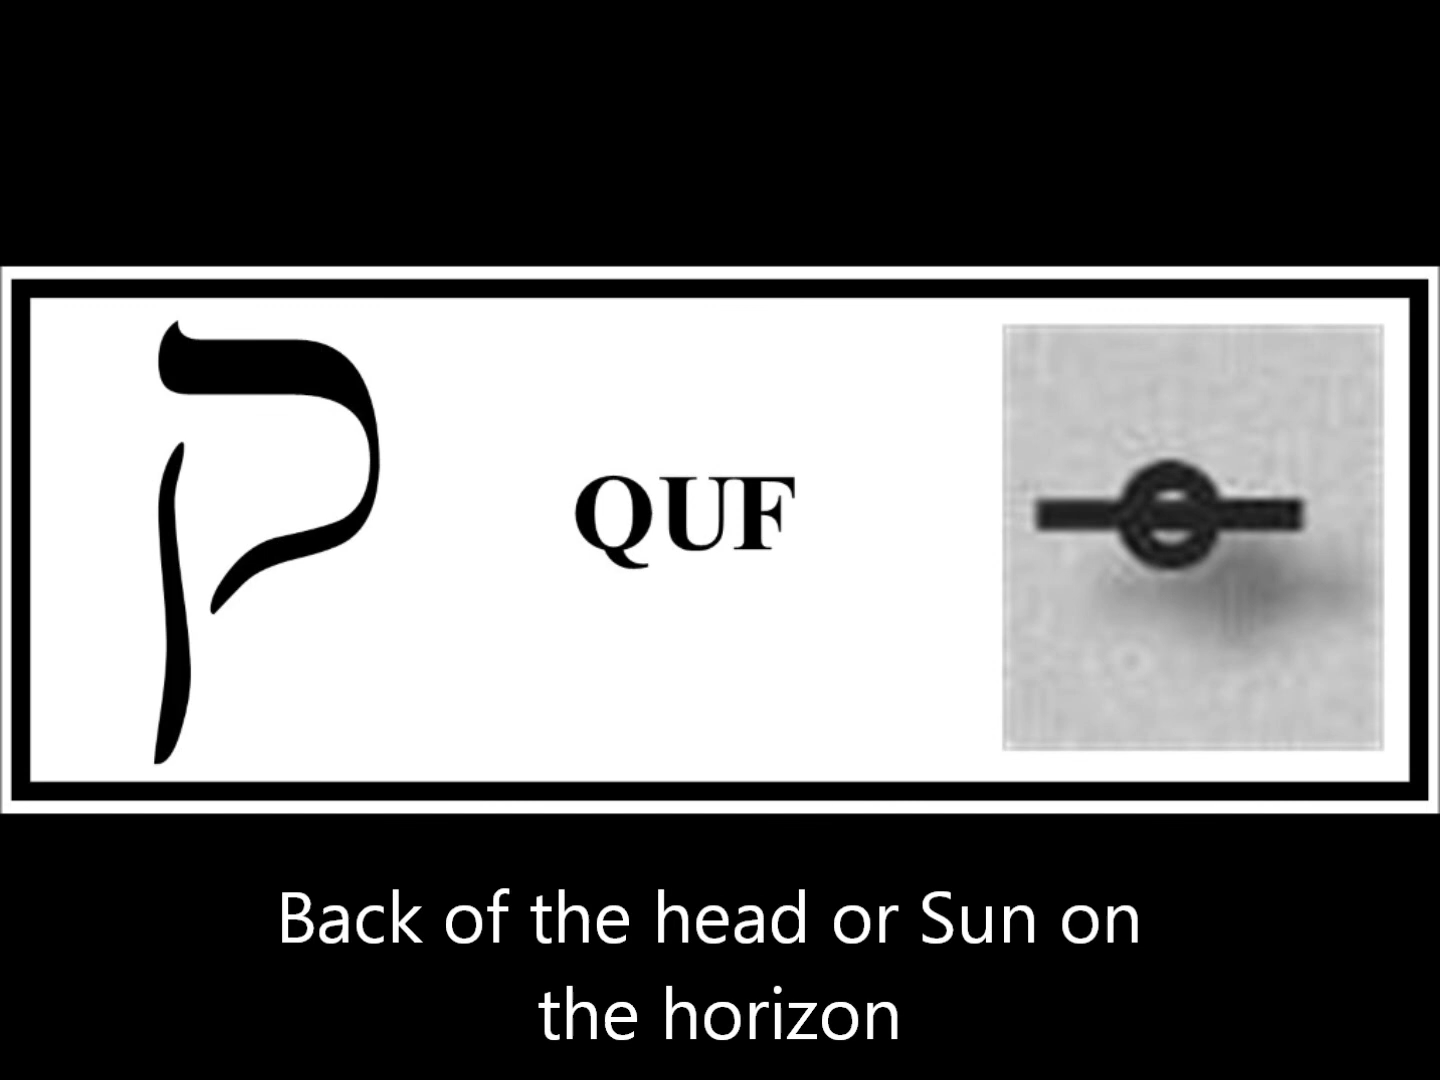 ק QUF
Back of the head or Sun on
the horizon